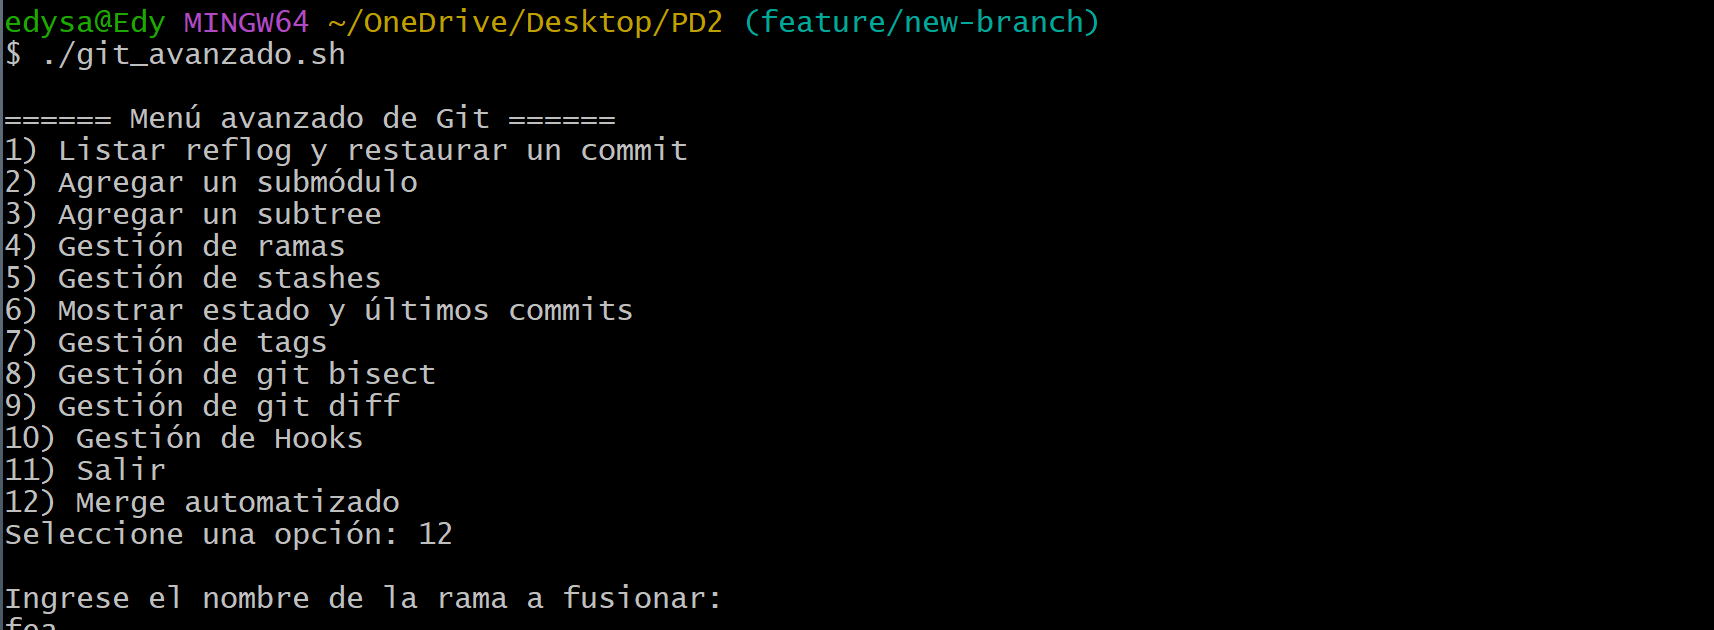 edysa@Edy MINGW64 ~/OneDrive/Desktop/PD2 (feature/new-branch)
$ ./git_avanzado.sh
====== Menú avanzado de Git ======
1) Listar reflog y restaurar un commit
2) Agregar un submódulo
3) Agregar un subtree
4) Gestión de ramas
5) Gestión de stashes
6) Mostrar estado y últimos commits
7) Gestión de tags
8) Gestión de git bisect
9) Gestión de git diff
10) Gestión de Hooks
11) Salir
12) Merge automatizado
Seleccione una opción: 12
Ingrese el nombre de la rama a fusionar:
fea